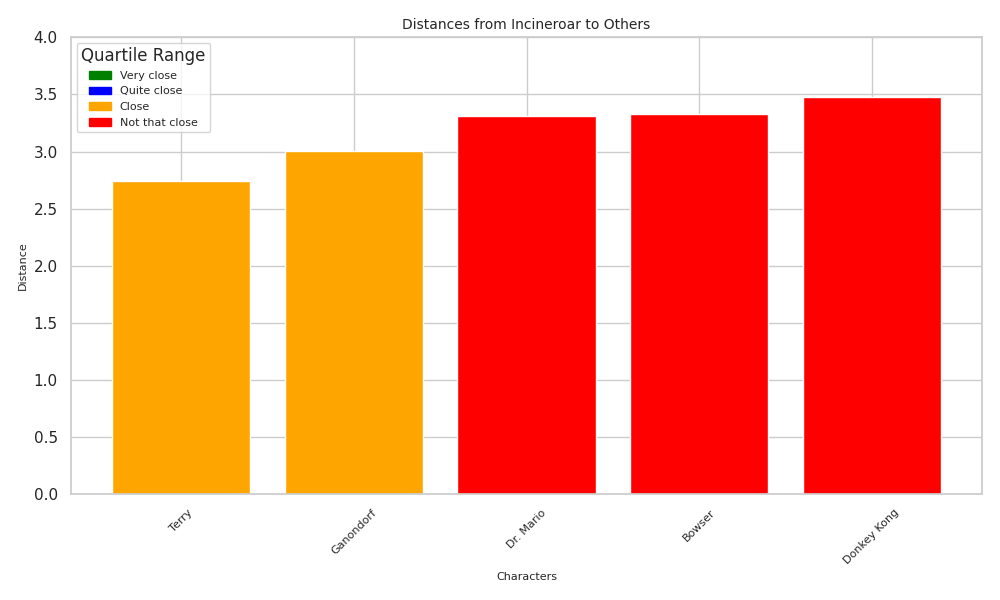 Distances from Incineroar to Others
4.0
3.5
3.0
2.5
2.0
1.5
1.0
0.5
0.0
Distance
Quartile Range
Very close
Quite close
Close
Not that close
Terry
Ganondorf
Dr. Mario
Bowser
Donkey Kong
Characters